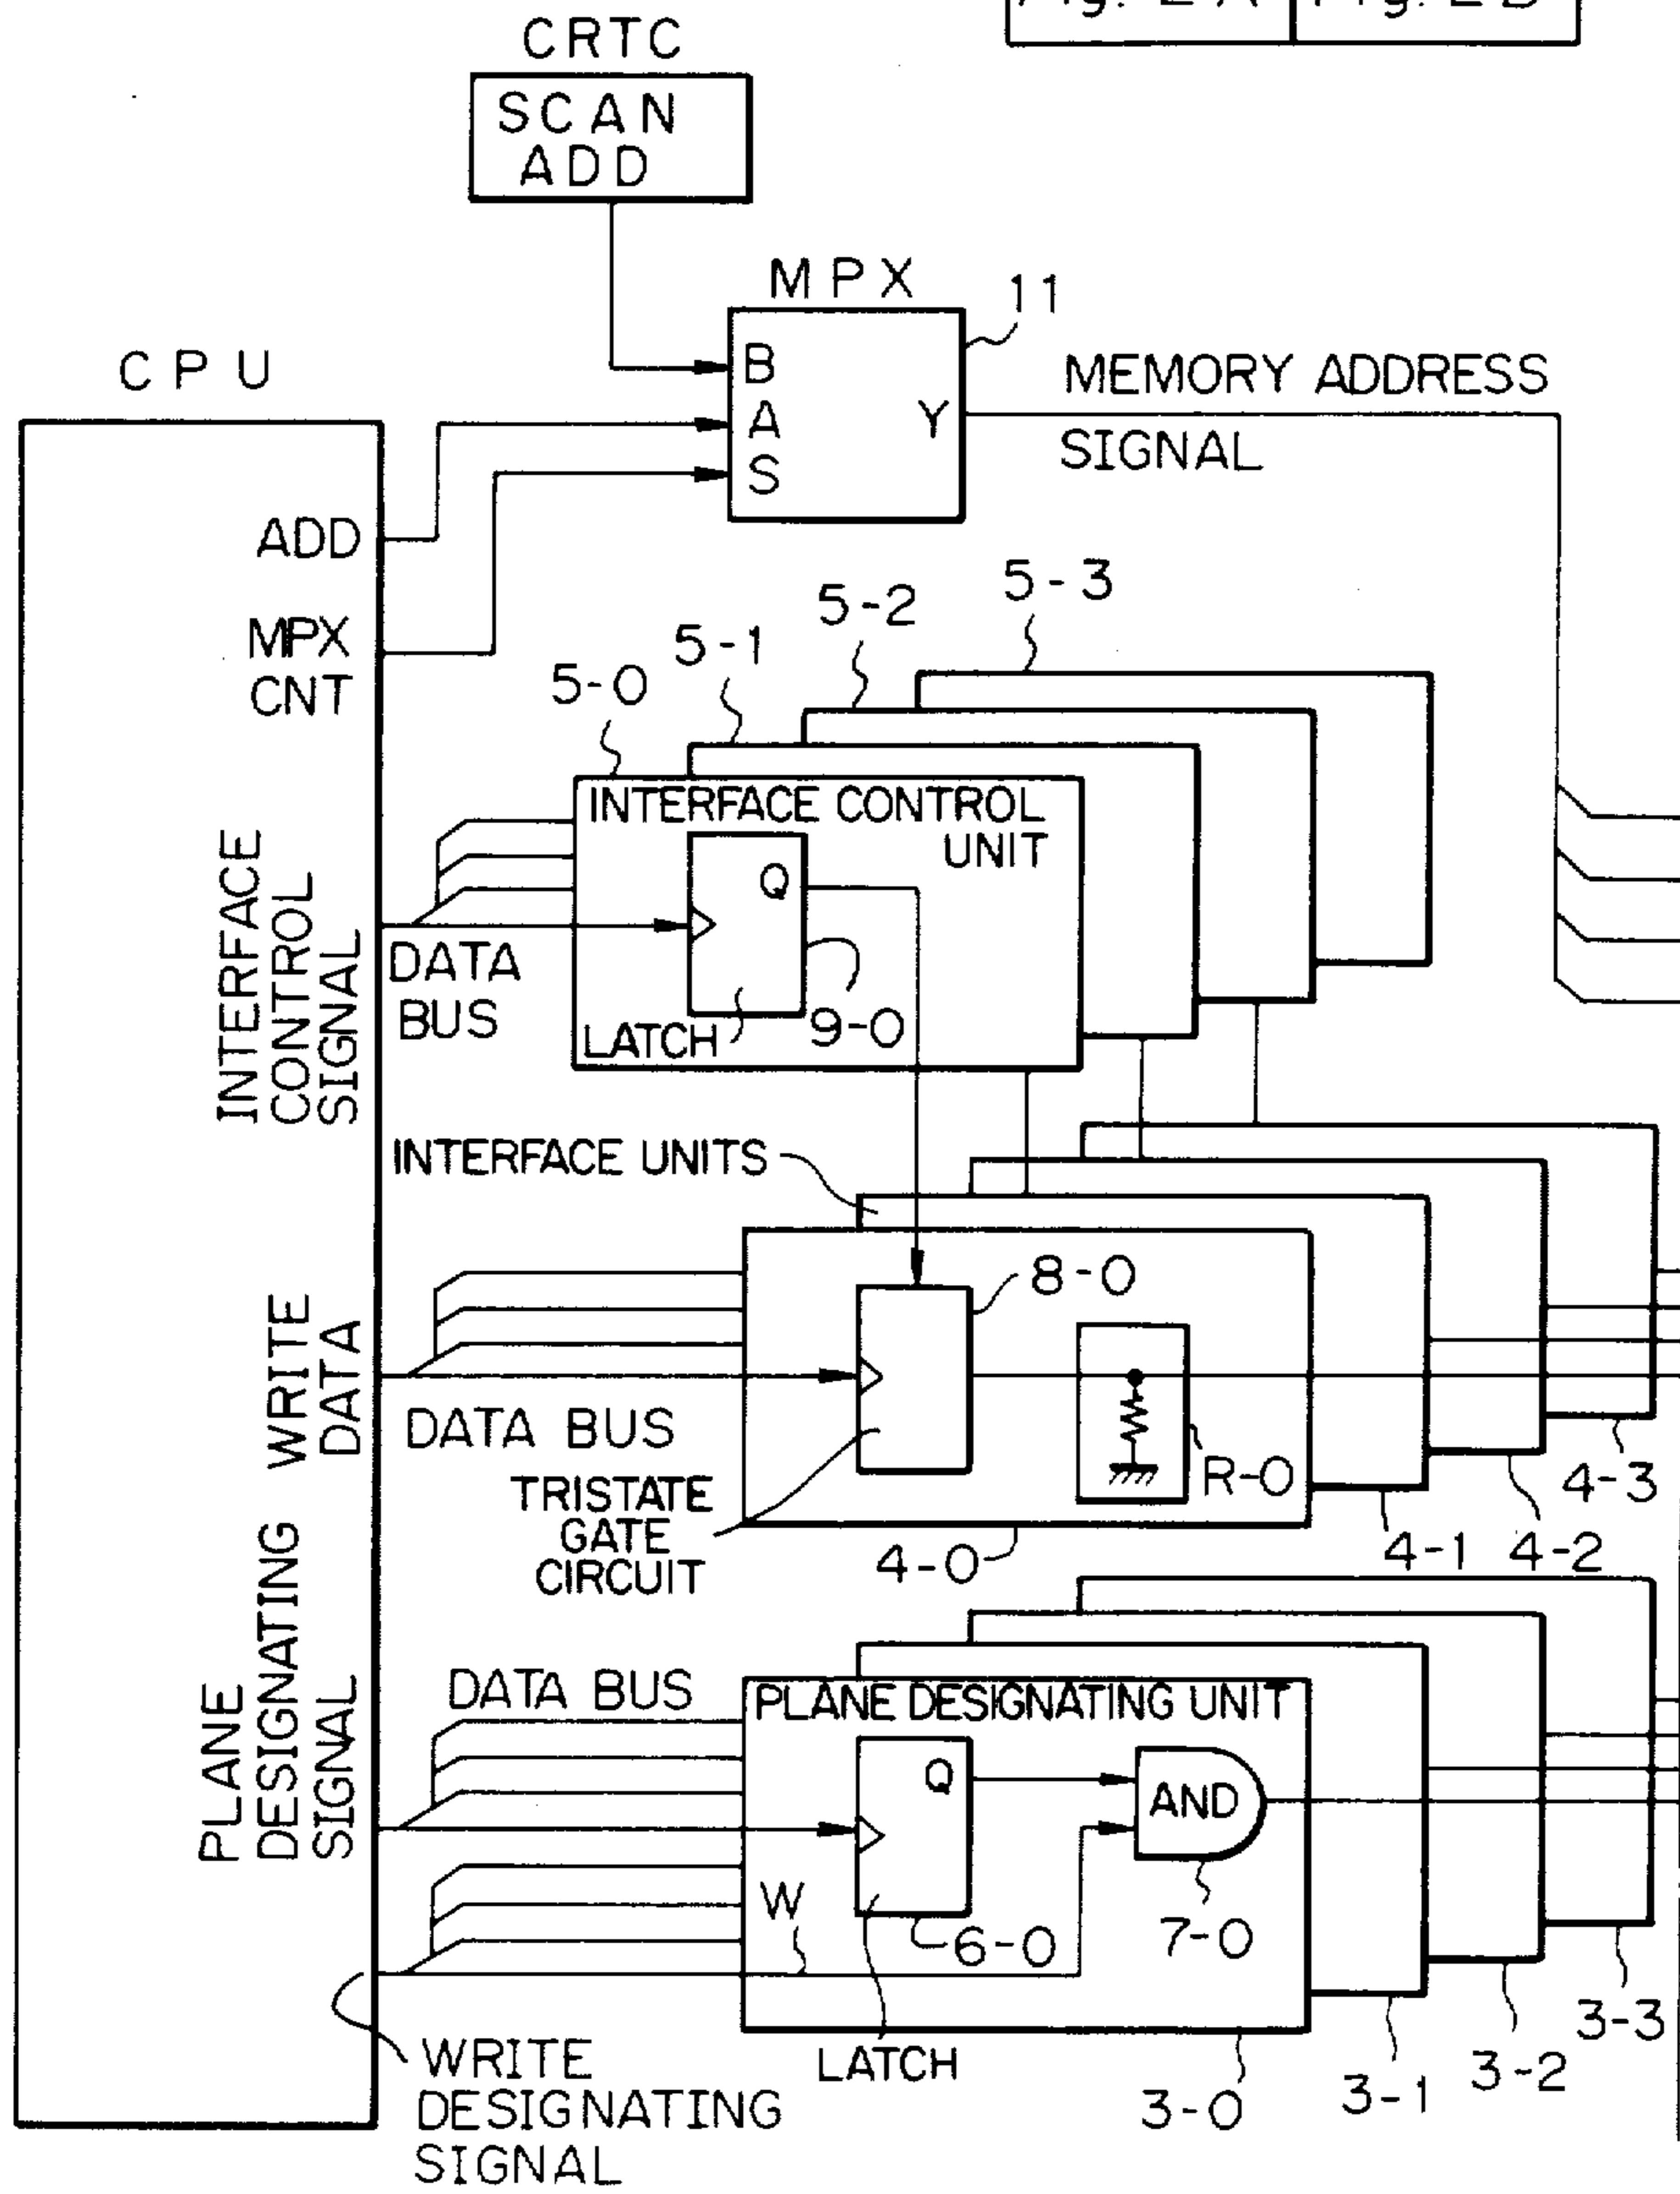 CRTC
SCAN
ADD
MPX
11
B
A
S
Y
MEMORY ADDRESS
SIGNAL
CPU
ADD
MPX
CNT
5-0
5-1
5-2
5-3
INTERFACE CONTROL
UNIT
Q
LATCH
9-0
INTERFACE
CONTROL
SIGNAL
DATA
BUS
INTERFACE UNITS
8-0
R-0
WRITE
DATA
DATA BUS
TRISTATE
GATE
CIRCUIT
4-0
4-1
4-2
4-3
PLANE
DESIGNATING
SIGNAL
DATA BUS
PLANE DESIGNATING UNIT
Q
AND
W
6-0
7-0
LATCH
3-0
3-1
3-2
3-3
WRITE
DESIGNATING
SIGNAL